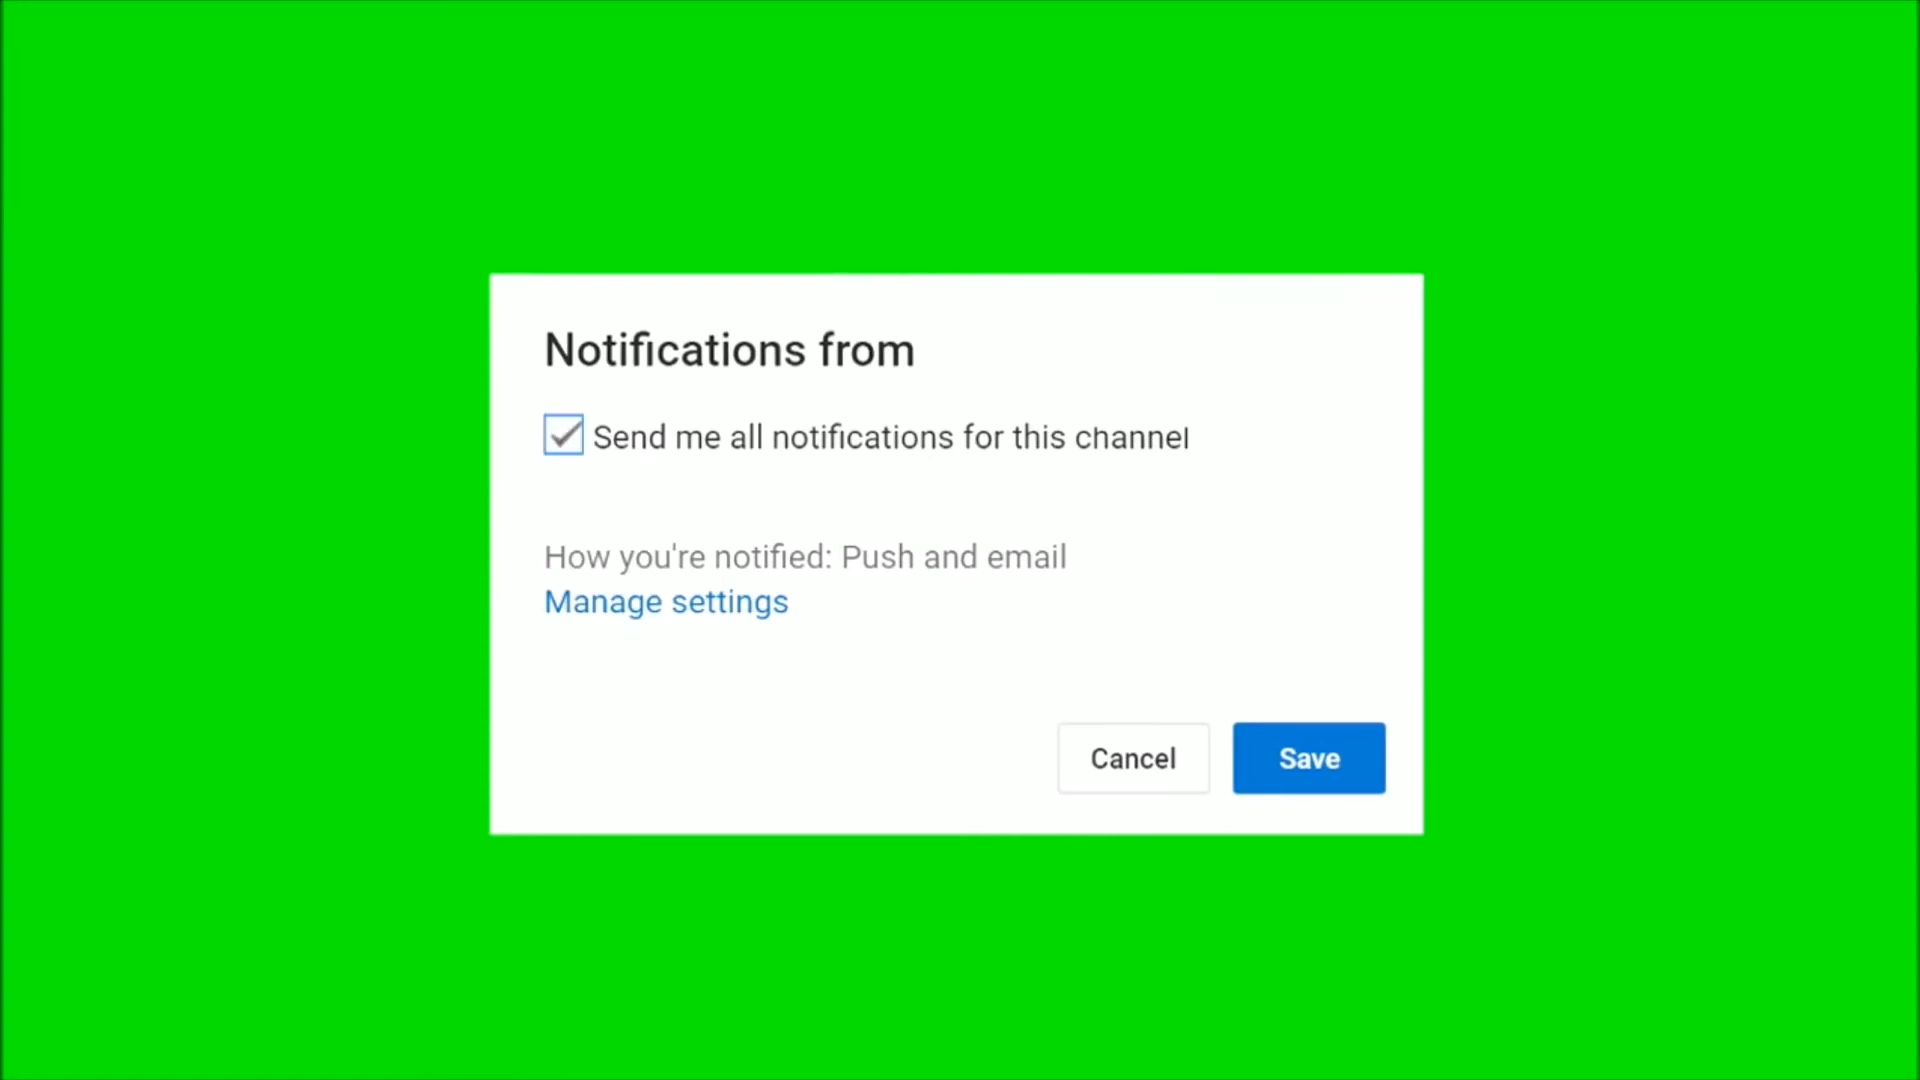 Notifications from
Send me all notifications for this channel
How you're notified: Push and email
Manage settings
Cancel
Save